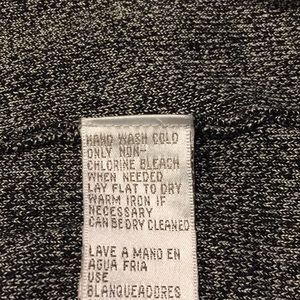 HAND WASH COLD
ONLY NON-
CHLORINE BLEACH
WHEN NEEDED
LAY FLAT TO DRY
WARM IRON IF
NECESSARY
CAN BE DRY CLEANED
LAVE A MANO EN
AGUA FRIA
USE
BLANQUEADORES